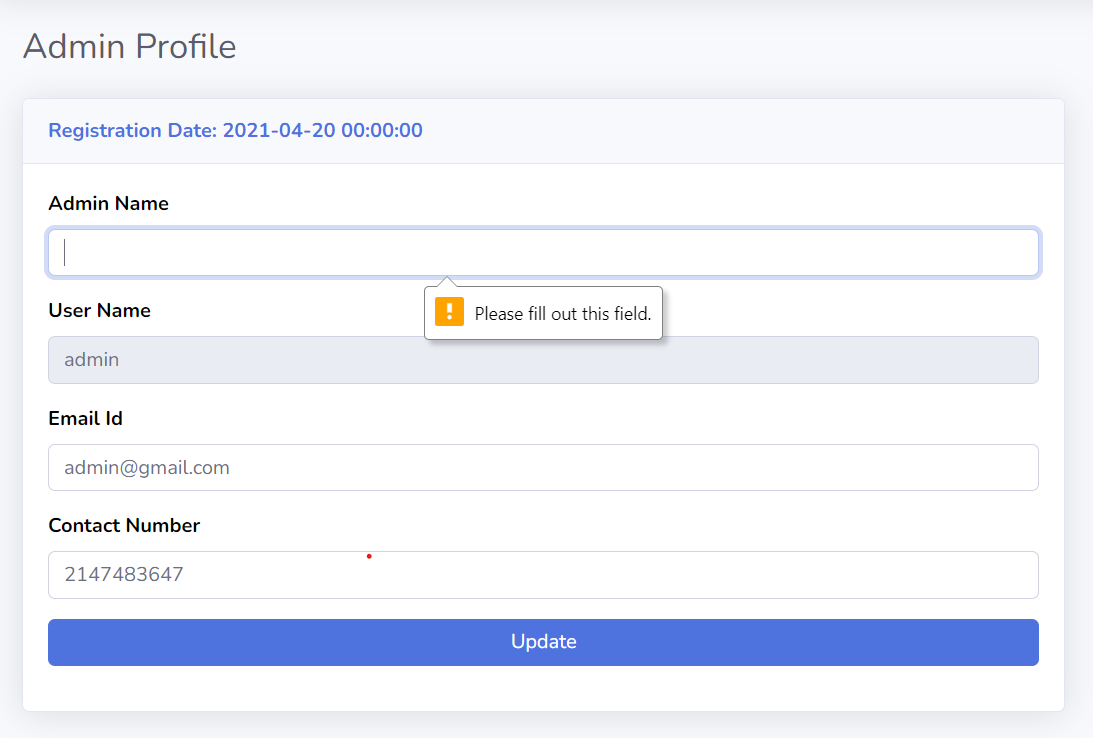 Admin Profile
Registration Date: 2021-04-20 00:00:00
Admin Name
Please fill out this field.
User Name
admin
Email Id
admin@gmail.com
Contact Number
2147483647
Update